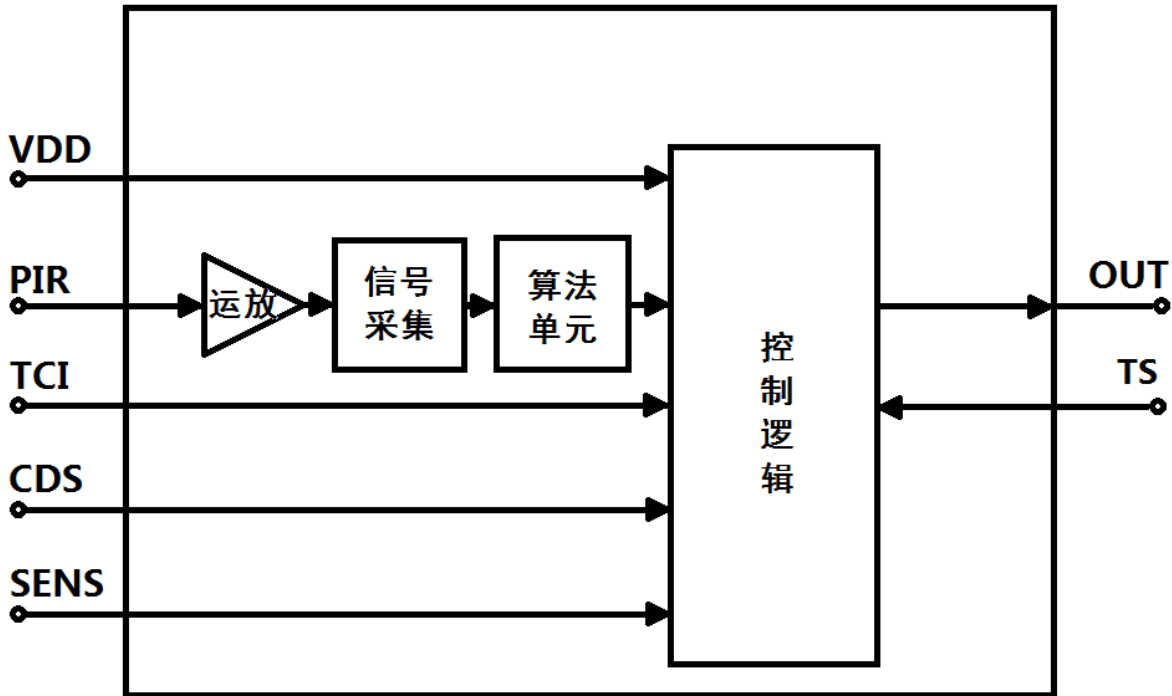 VDD
PIR
运放
信号
采集
算法
单元
TCI
CDS
SENS
控
制
逻
辑
OUT
TS